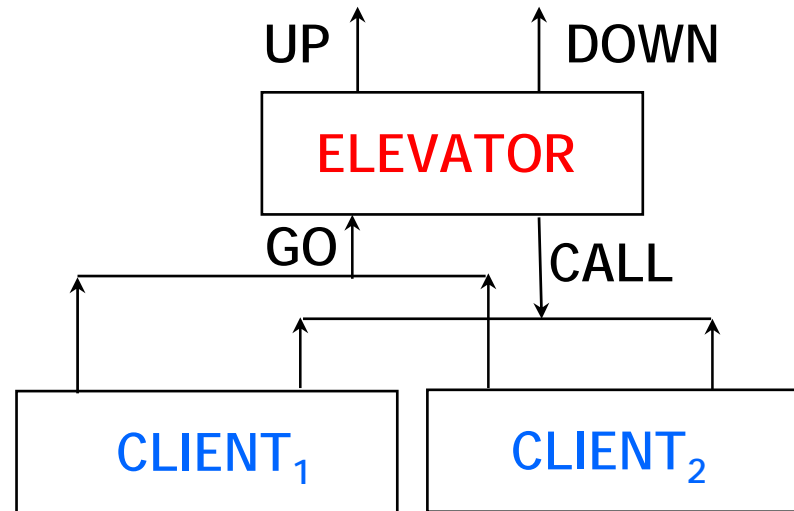 UP
DOWN
ELEVATOR
GO
CALL
CLIENT₁
CLIENT₂